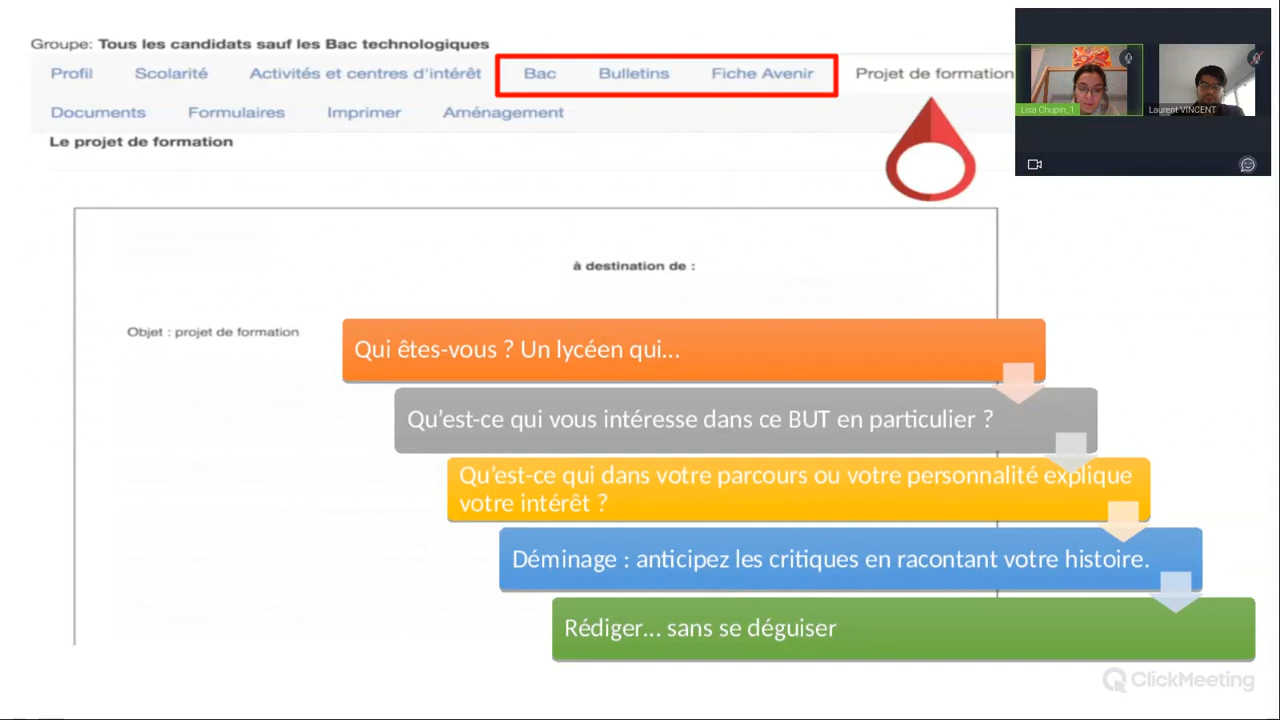 Groupe: Tous les candidats sauf les Bac technologiques
Profil Scolarité Activités et centres d'intérêt Bac Bulletins Fiche Avenir Projet de formation
Documents Formulaires Imprimer Aménagement
Le projet de formation
Lisa Chupin_1
Laurent VINCENT
à destination de :
Objet : projet de formation
Qui êtes-vous ? Un lycéen qui…
Qu'est-ce qui vous intéresse dans ce BUT en particulier ?
Qu'est-ce qui dans votre parcours ou votre personnalité explique
votre intérêt ?
Déminage : anticipez les critiques en racontant votre histoire.
Rédiger… sans se déguiser
ClickMeeting